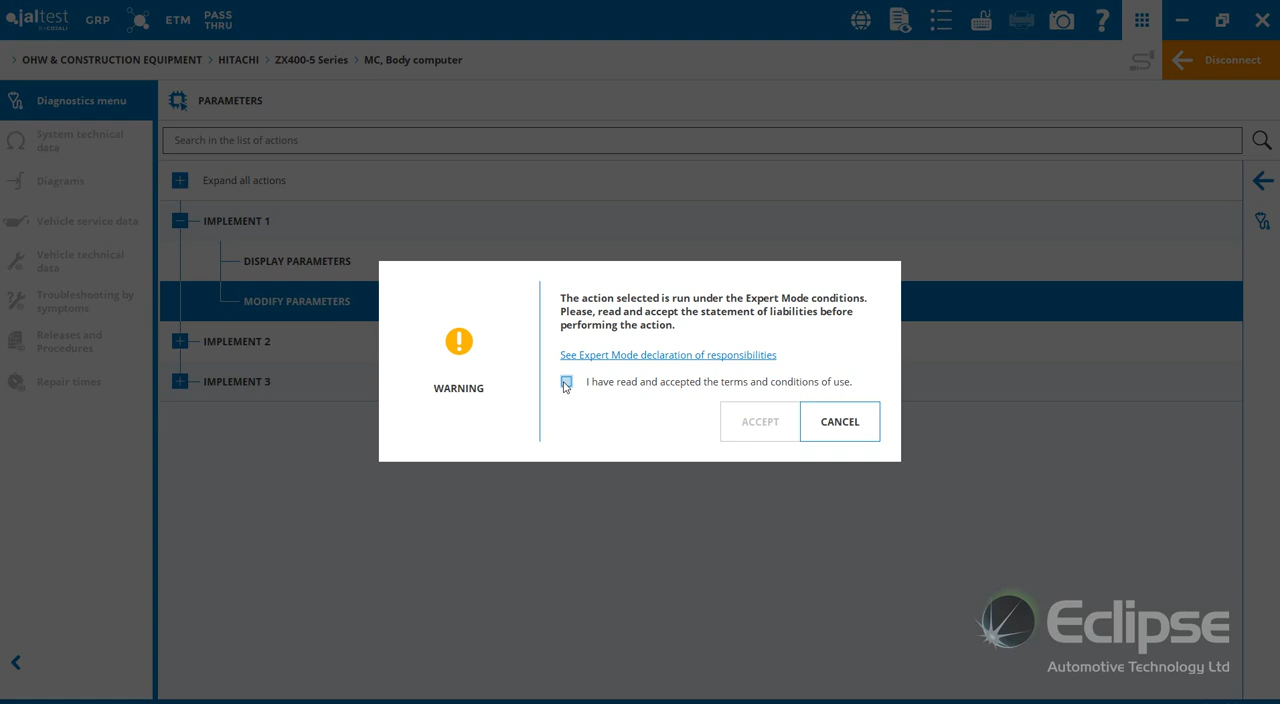 jaltest
BY COJALI
GRP
ETM
PASS THRU
OHW & CONSTRUCTION EQUIPMENT > HITACHI > ZX400-5 Series > MC, Body computer
Disconnect
Diagnostics menu
PARAMETERS
System technical data
Search in the list of actions
Diagrams
Expand all actions
Vehicle service data
IMPLEMENT 1
Vehicle technical data
DISPLAY PARAMETERS
Troubleshooting by symptoms
MODIFY PARAMETERS
Releases and Procedures
IMPLEMENT 2
Repair times
IMPLEMENT 3
WARNING
The action selected is run under the Expert Mode conditions.
Please, read and accept the statement of liabilities before
performing the action.
See Expert Mode declaration of responsibilities
I have read and accepted the terms and conditions of use.
ACCEPT
CANCEL
Eclipse
Automotive Technology Ltd